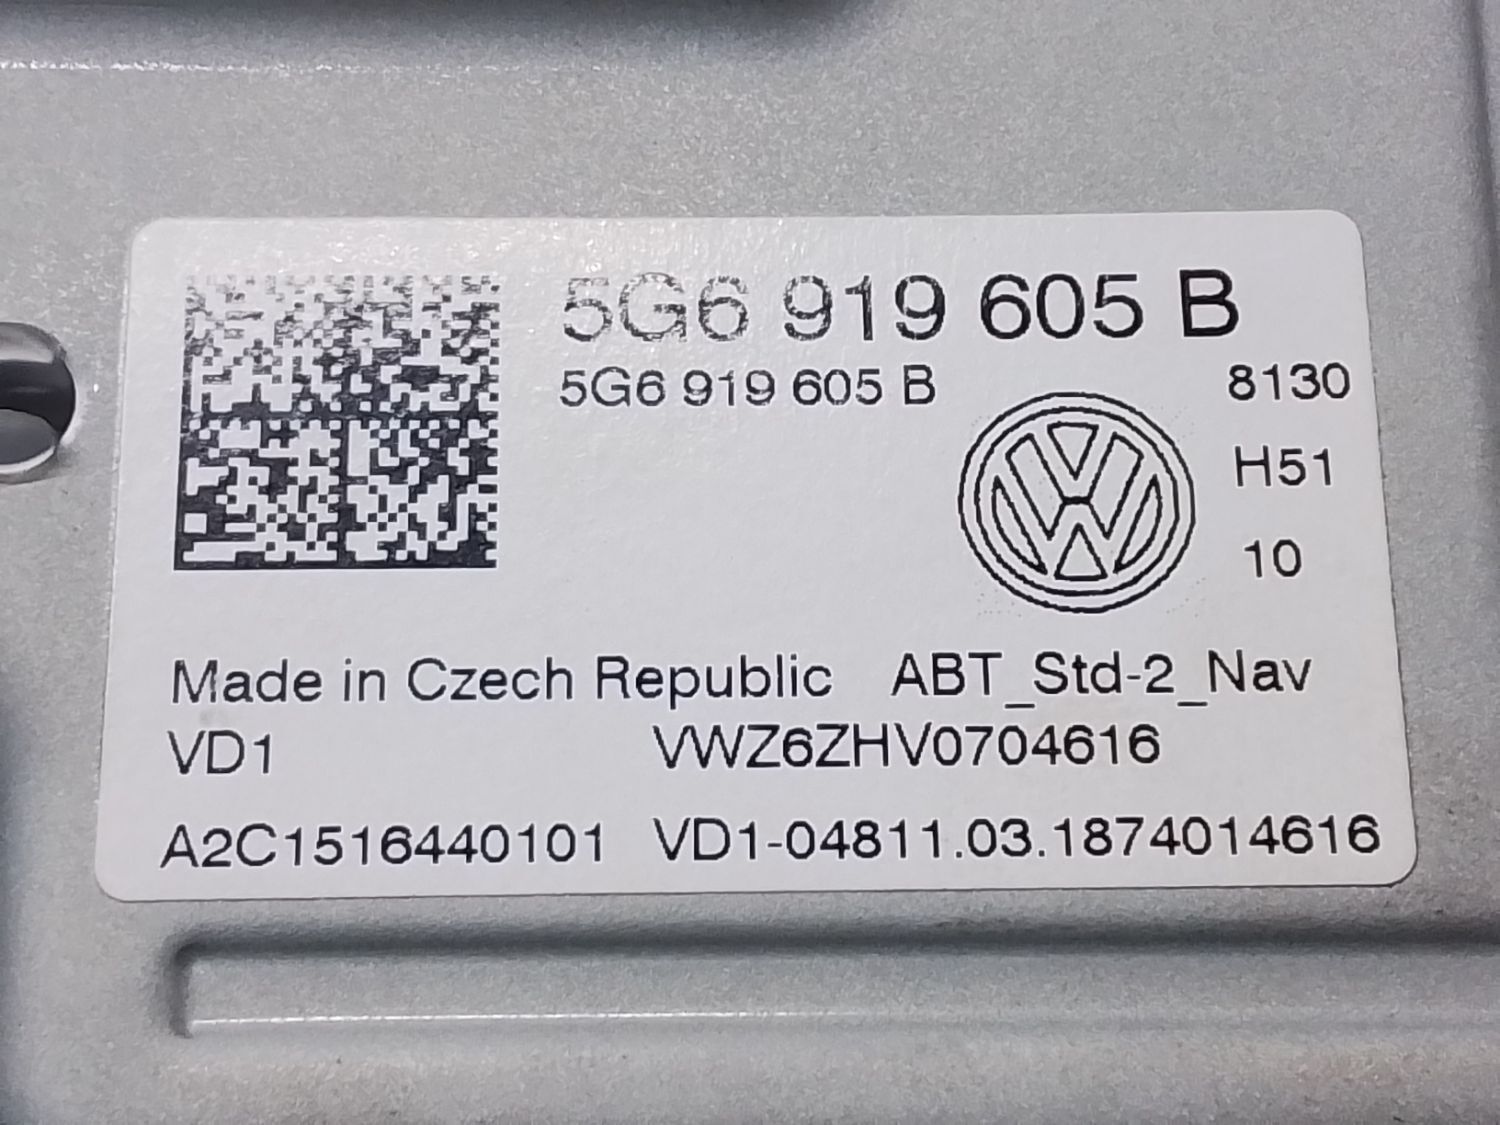 5G6 919 605 B
5G6 919 605 B
8130
H51
10
Made in Czech Republic ABT_Std-2_Nav
VD1 VWZ6ZHV0704616
A2C1516440101 VD1-04811.03.1874014616